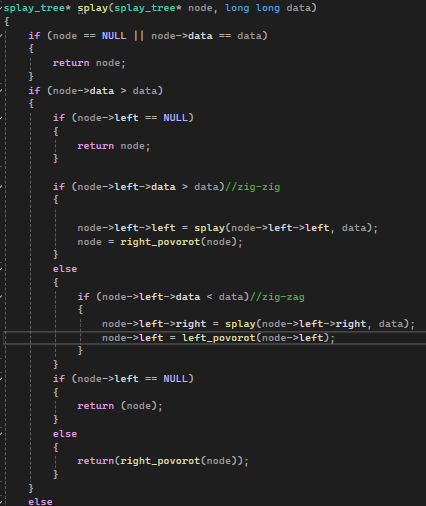 splay_tree* splay(splay_tree* node, long long data)
{
    if (node == NULL || node->data == data)
    {
        return node;
    }
    if (node->data > data)
    {
        if (node->left == NULL)
        {
            return node;
        }

        if (node->left->data > data)//zig-zig
        {

            node->left->left = splay(node->left->left, data);
            node = right_povorot(node);
        }
        else
        {
            if (node->left->data < data)//zig-zag
            {
                node->left->right = splay(node->left->right, data);
                node->left = left_povorot(node->left);
            }
        }
        if (node->left == NULL)
        {
            return (node);
        }
        else
        {
            return(right_povorot(node));
        }
    }
    else